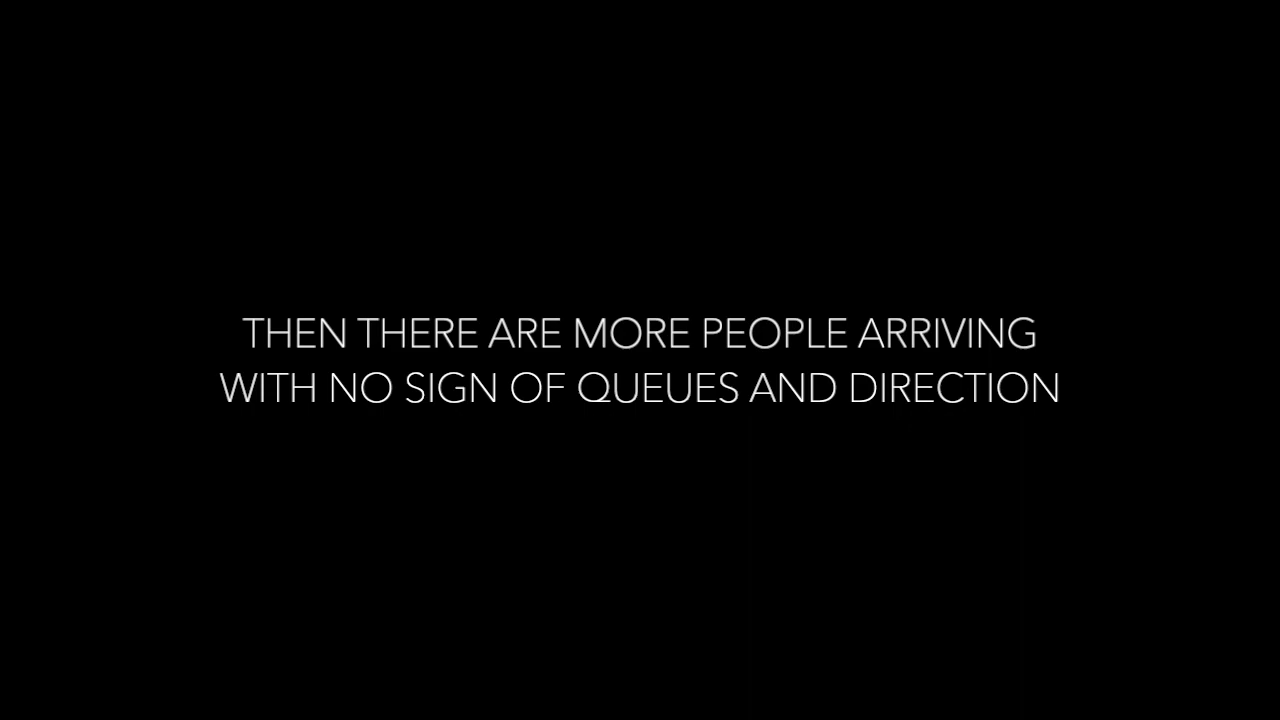 THEN THERE ARE MORE PEOPLE ARRIVING
WITH NO SIGN OF QUEUES AND DIRECTION